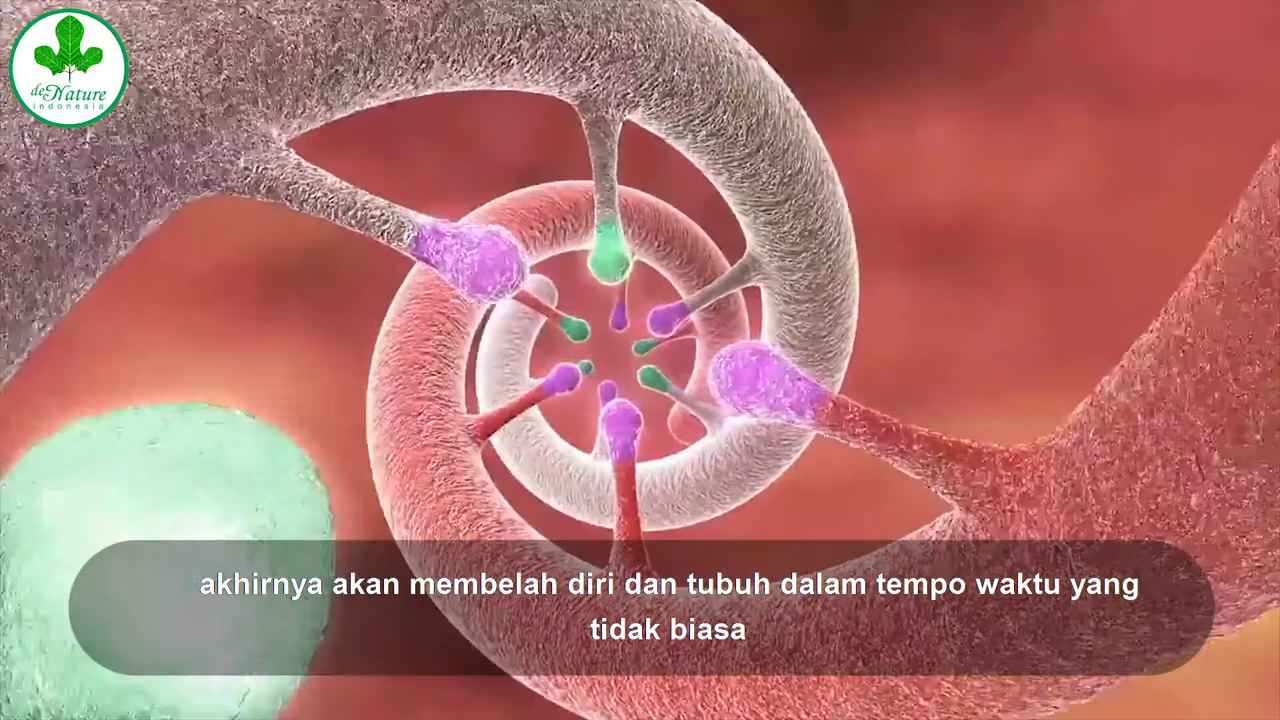 deNature
indonesia
akhirnya akan membelah diri dan tubuh dalam tempo waktu yang
tidak biasa